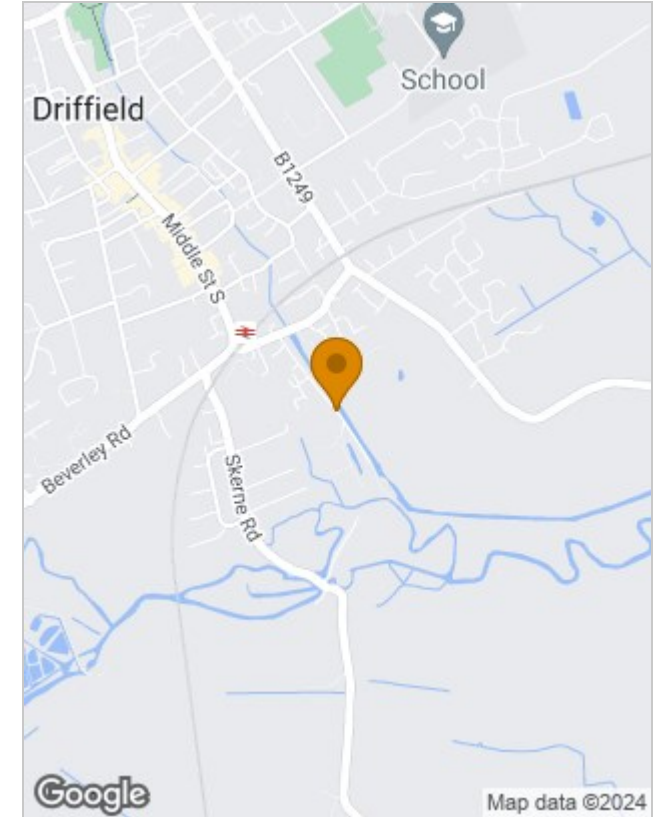 School
Driffield
B1249
Middle St S
Beverley Rd
Skerne Rd
Google
Map data ©2024